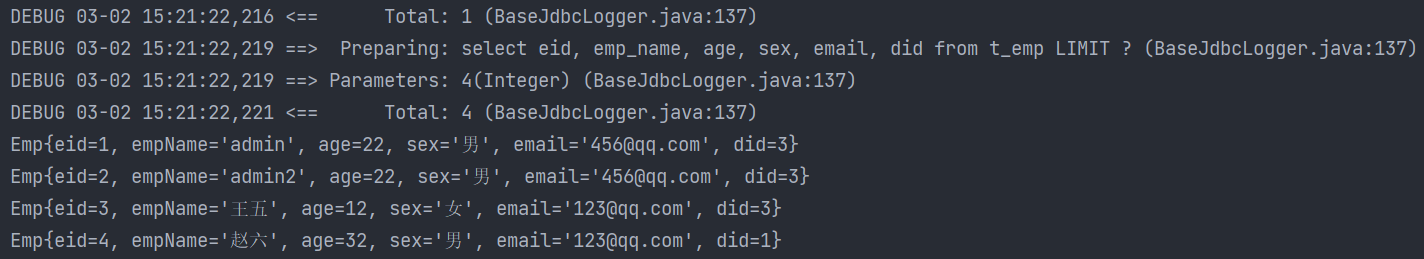 DEBUG 03-02 15:21:22,216 <==      Total: 1 (BaseJdbcLogger.java:137)
DEBUG 03-02 15:21:22,219 ==>  Preparing: select eid, emp_name, age, sex, email, did from t_emp LIMIT ? (BaseJdbcLogger.java:137)
DEBUG 03-02 15:21:22,219 ==> Parameters: 4(Integer) (BaseJdbcLogger.java:137)
DEBUG 03-02 15:21:22,221 <==      Total: 4 (BaseJdbcLogger.java:137)
Emp{eid=1, empName='admin', age=22, sex='男', email='456@qq.com', did=3}
Emp{eid=2, empName='admin2', age=22, sex='男', email='456@qq.com', did=3}
Emp{eid=3, empName='王五', age=12, sex='女', email='123@qq.com', did=3}
Emp{eid=4, empName='赵六', age=32, sex='男', email='123@qq.com', did=1}